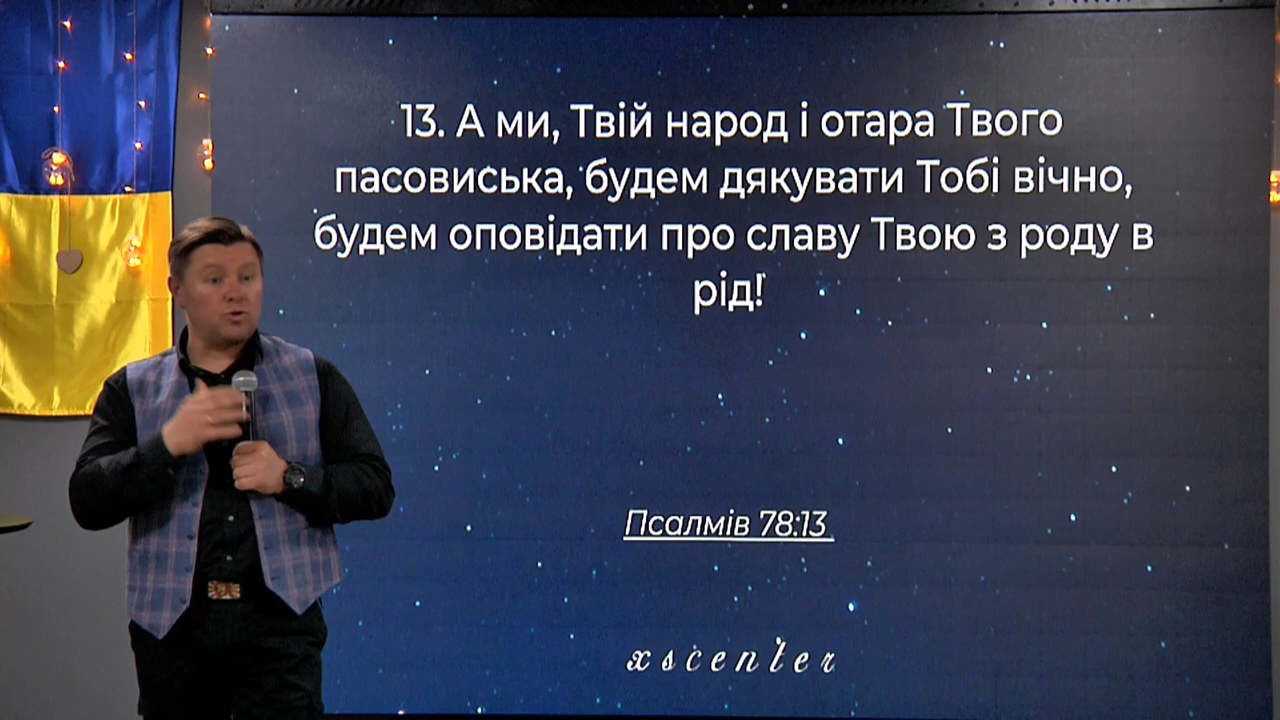 13. А ми, Твій народ і отара Твого
пасовиська, будем дякувати Тобі вічно,
будем оповідати про славу Твою з роду в
рід!
Псалмів 78:13
xscenter